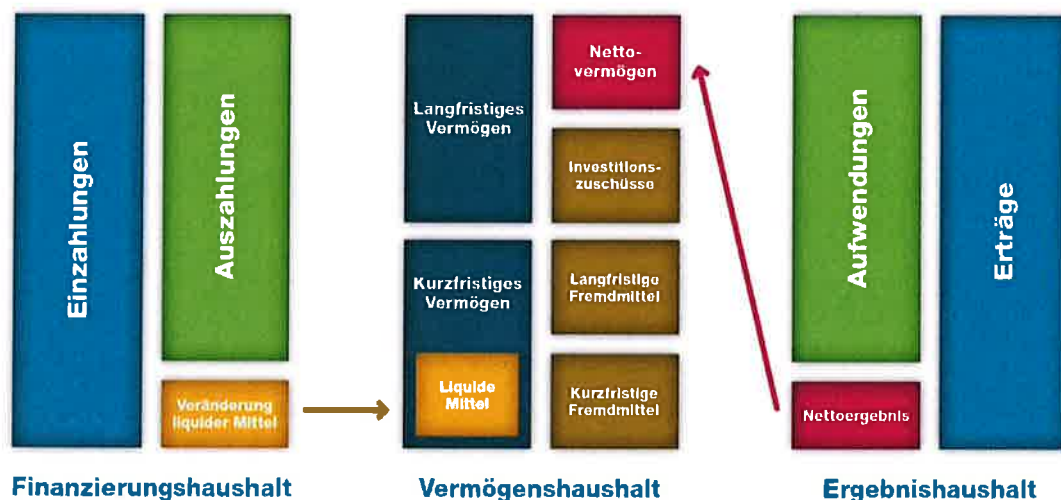 Einzahlungen
Auszahlungen
Veränderung
liquider Mittel
Finanzierungshaushalt
Langfristiges
Vermögen
Kurzfristiges
Vermögen
Liquide
Mittel
Netto-
vermögen
Investitions-
zuschüsse
Langfristige
Fremdmittel
Kurzfristige
Fremdmittel
Vermögenshaushalt
Aufwendungen
Nettoergebnis
Erträge
Ergebnishaushalt